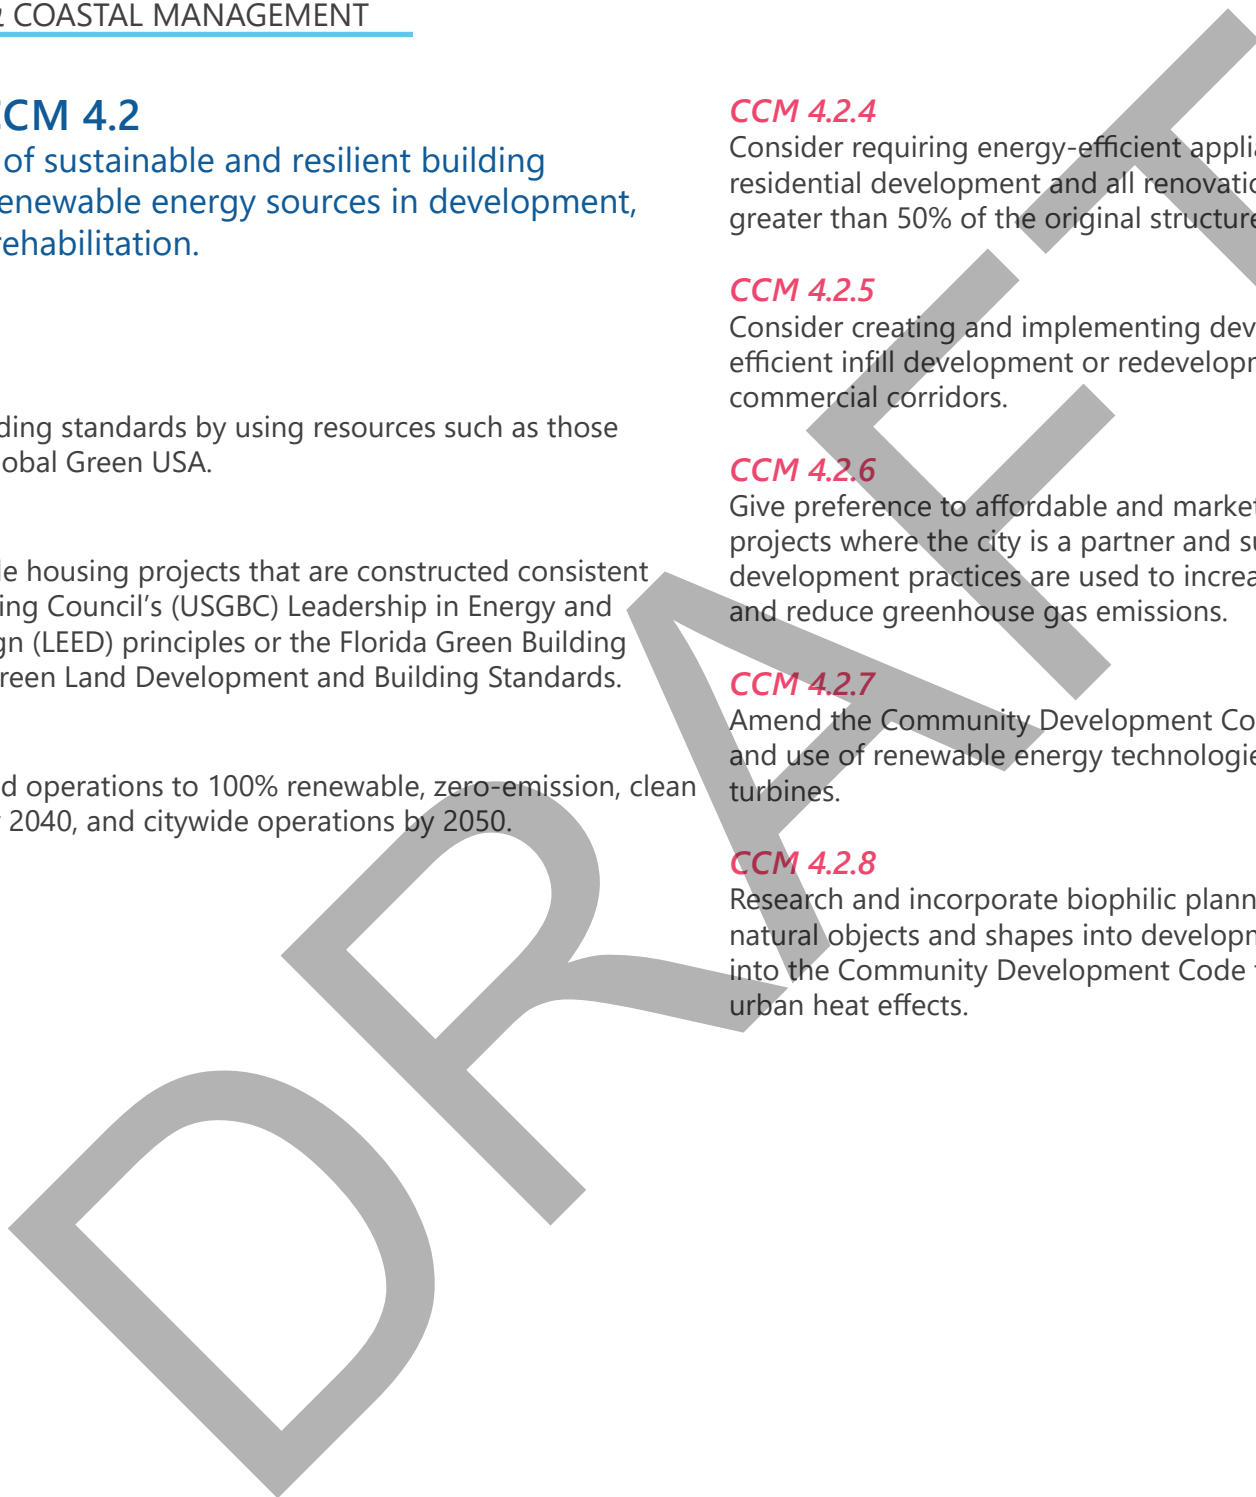 & COASTAL MANAGEMENT
CCM 4.2
of sustainable and resilient building
renewable energy sources in development,
rehabilitation.
ding standards by using resources such as those
lobal Green USA.
le housing projects that are constructed consistent
ing Council's (USGBC) Leadership in Energy and
gn (LEED) principles or the Florida Green Building
reen Land Development and Building Standards.
d operations to 100% renewable, zero-emission, clean
2040, and citywide operations by 2050.
CCM 4.2.4
Consider requiring energy-efficient applia
residential development and all renovatio
greater than 50% of the original structure
CCM 4.2.5
Consider creating and implementing dev
efficient infill development or redevelopm
commercial corridors.
CCM 4.2.6
Give preference to affordable and market
projects where the city is a partner and su
development practices are used to increa
and reduce greenhouse gas emissions.
CCM 4.2.7
Amend the Community Development Co
and use of renewable energy technologie
turbines.
CCM 4.2.8
Research and incorporate biophilic plann
natural objects and shapes into developm
into the Community Development Code
urban heat effects.
DRAFT